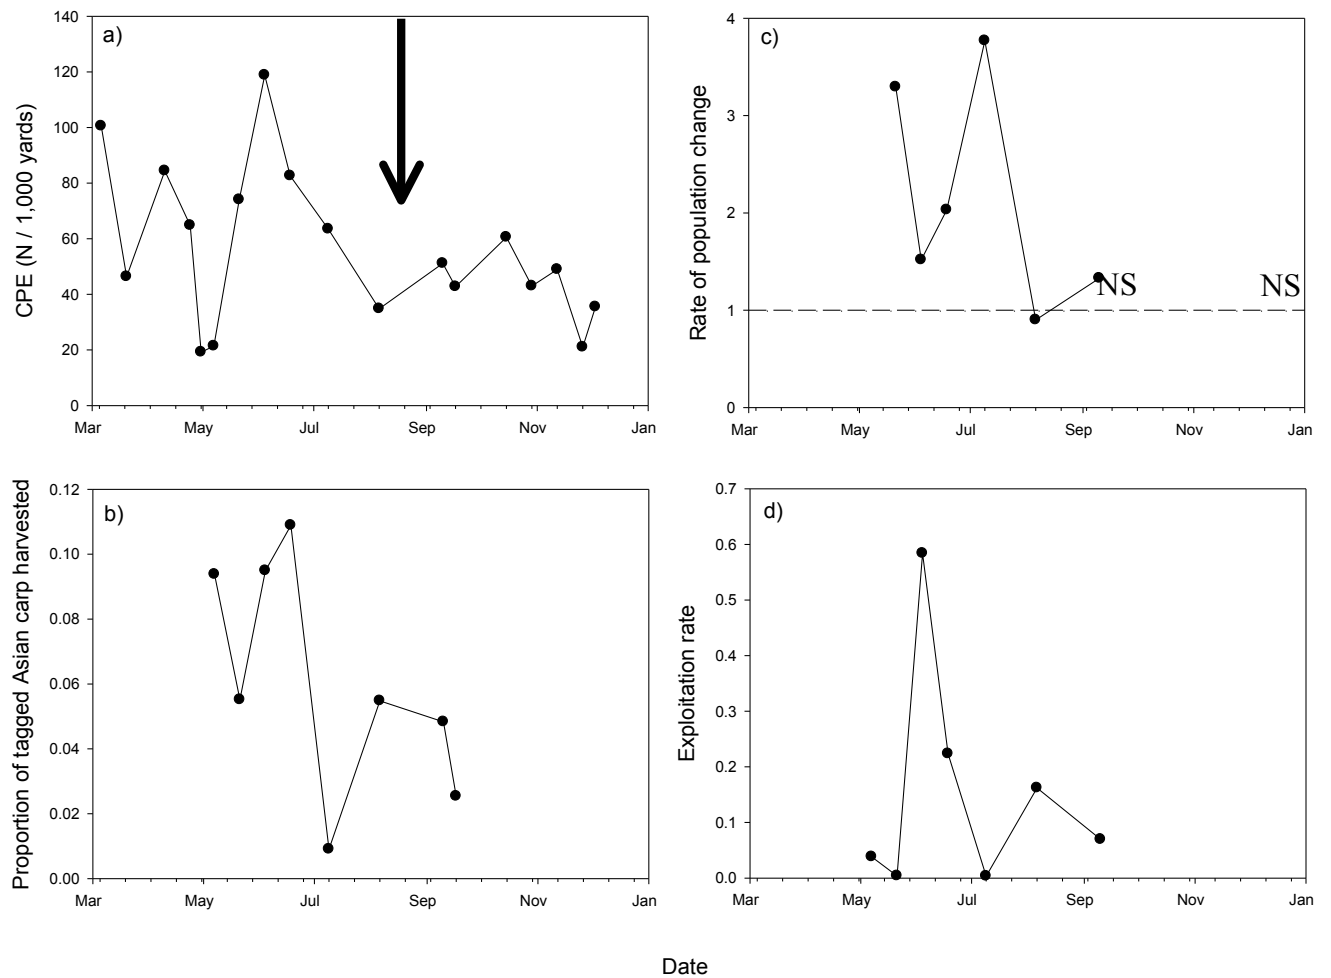 a)
CPE (N / 1,000 yards)
140
120
100
80
60
40
20
0
Mar May Jul Sep Nov Jan
c)
Rate of population change
4
3
2
1
0
NS NS
Mar May Jul Sep Nov Jan
b)
Proportion of tagged Asian carp harvested
0.12
0.10
0.08
0.06
0.04
0.02
0.00
Mar May Jul Sep Nov Jan
d)
Exploitation rate
0.7
0.6
0.5
0.4
0.3
0.2
0.1
0.0
Mar May Jul Sep Nov Jan
Date